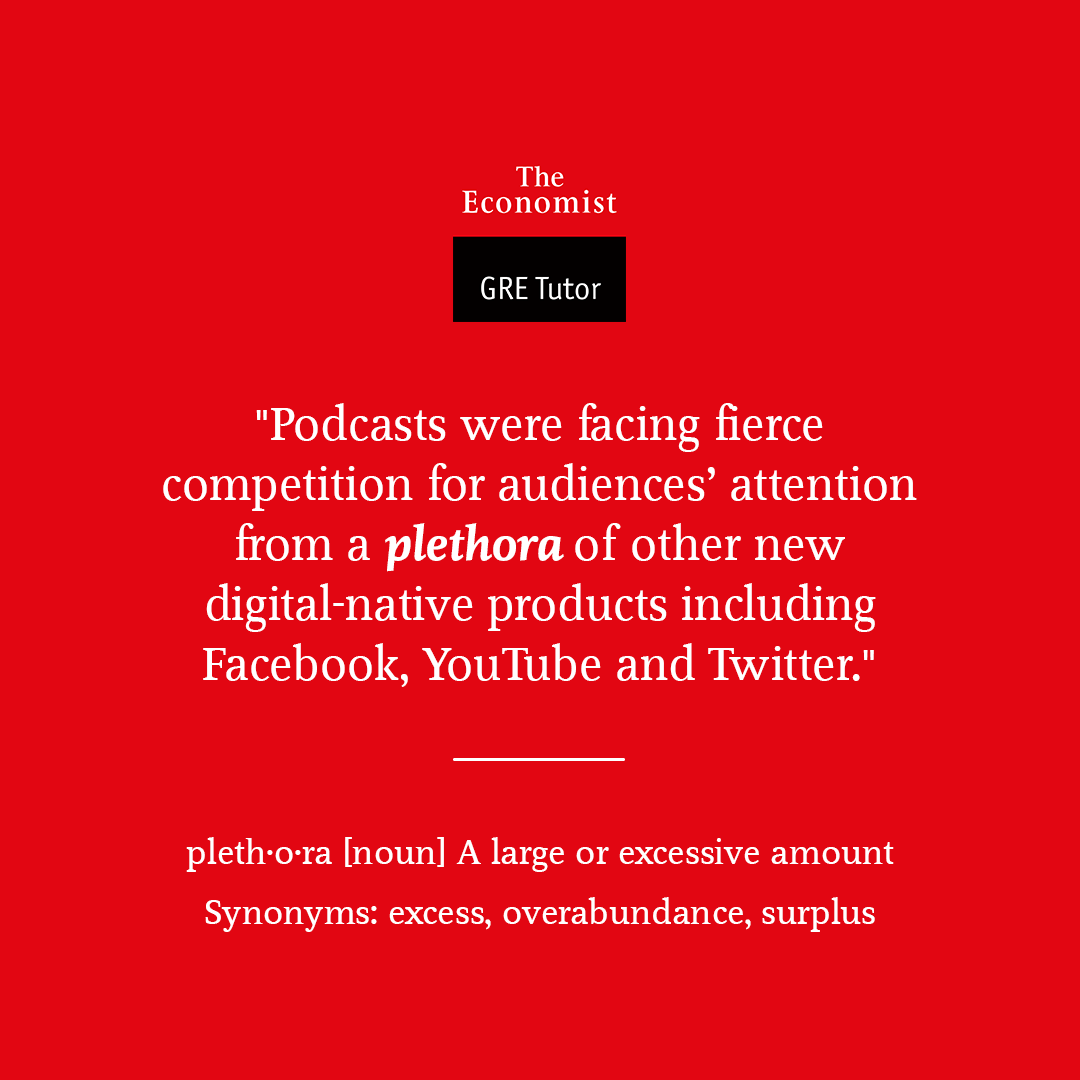 The
Economist
GRE Tutor
"Podcasts were facing fierce
competition for audiences’ attention
from a plethora of other new
digital-native products including
Facebook, YouTube and Twitter."
pleth·o·ra [noun] A large or excessive amount
Synonyms: excess, overabundance, surplus